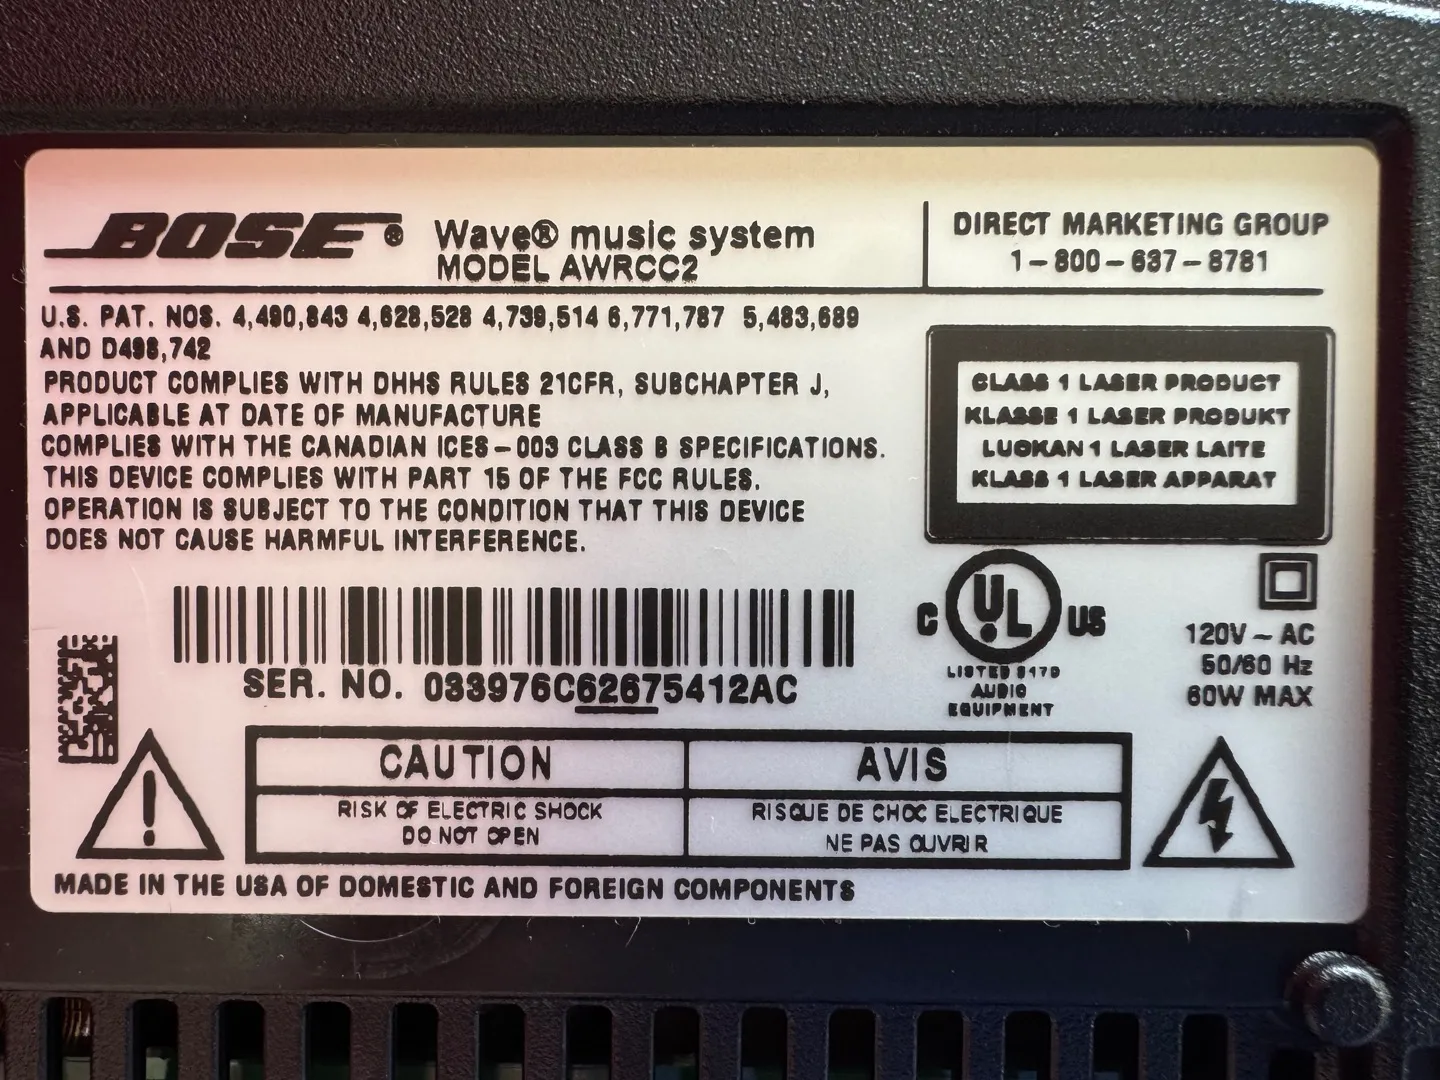 BOSE® Wave® music system
MODEL AWRCC2
DIRECT MARKETING GROUP
1-800-637-8781
U.S. PAT. NOS. 4,490,843 4,628,528 4,739,514 6,771,787 5,483,689
AND D498,742
PRODUCT COMPLIES WITH DHHS RULES 21CFR, SUBCHAPTER J,
APPLICABLE AT DATE OF MANUFACTURE
COMPLIES WITH THE CANADIAN ICES-003 CLASS B SPECIFICATIONS.
THIS DEVICE COMPLIES WITH PART 15 OF THE FCC RULES.
OPERATION IS SUBJECT TO THE CONDITION THAT THIS DEVICE
DOES NOT CAUSE HARMFUL INTERFERENCE.
CLASS 1 LASER PRODUCT
KLASSE 1 LASER PRODUKT
LUOKAN 1 LASER LAITE
KLASS 1 LASER APPARAT
SER. NO. 033976C62675412AC
C UL US
LISTED 9170
AUDIO
EQUIPMENT
120V ~ AC
50/60 Hz
60W MAX
CAUTION
RISK OF ELECTRIC SHOCK
DO NOT OPEN
AVIS
RISQUE DE CHOC ELECTRIQUE
NE PAS OUVRIR
MADE IN THE USA OF DOMESTIC AND FOREIGN COMPONENTS